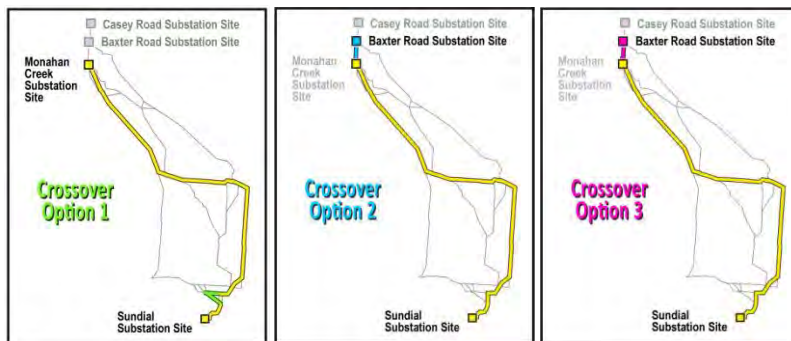 Casey Road Substation Site
Baxter Road Substation Site
Monahan
Creek
Substation
Site
Crossover
Option 1
Sundial
Substation Site
Casey Road Substation Site
Baxter Road Substation Site
Monahan
Creek
Substation
Site
Crossover
Option 2
Sundial
Substation Site
Casey Road Substation Site
Baxter Road Substation Site
Monahan
Creek
Substation
Site
Crossover
Option 3
Sundial
Substation Site